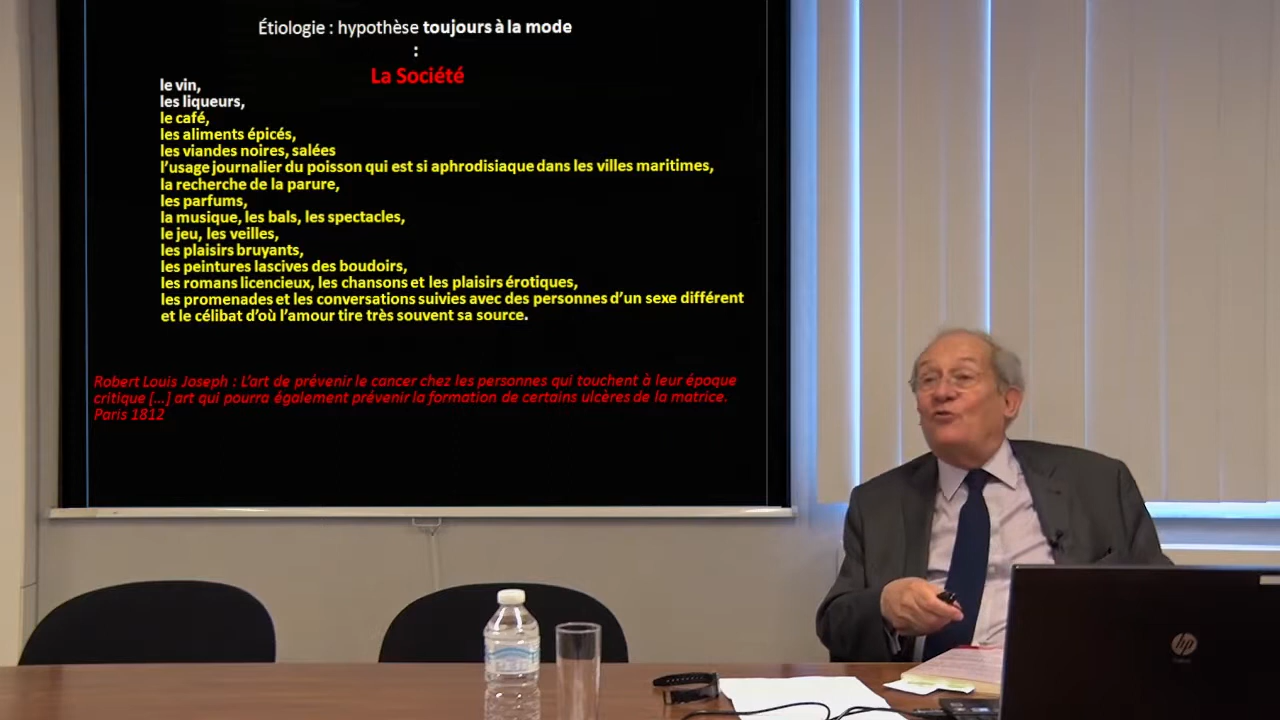 Étiologie : hypothèse toujours à la mode
:
La Société
le vin,
les liqueurs,
le café,
les aliments épicés,
les viandes noires, salées
l’usage journalier du poisson qui est si aphrodisiaque dans les villes maritimes,
la recherche de la parure,
les parfums,
la musique, les bals, les spectacles,
le jeu, les veilles,
les plaisirs bruyants,
les peintures lascives des boudoirs,
les romans licencieux, les chansons et les plaisirs érotiques,
les promenades et les conversations suivies avec des personnes d’un sexe différent
et le célibat d’où l’amour tire très souvent sa source.
Robert Louis Joseph : L’art de prévenir le cancer chez les personnes qui touchent à leur époque
critique [...] art qui pourra également prévenir la formation de certains ulcères de la matrice.
Paris 1812
hp